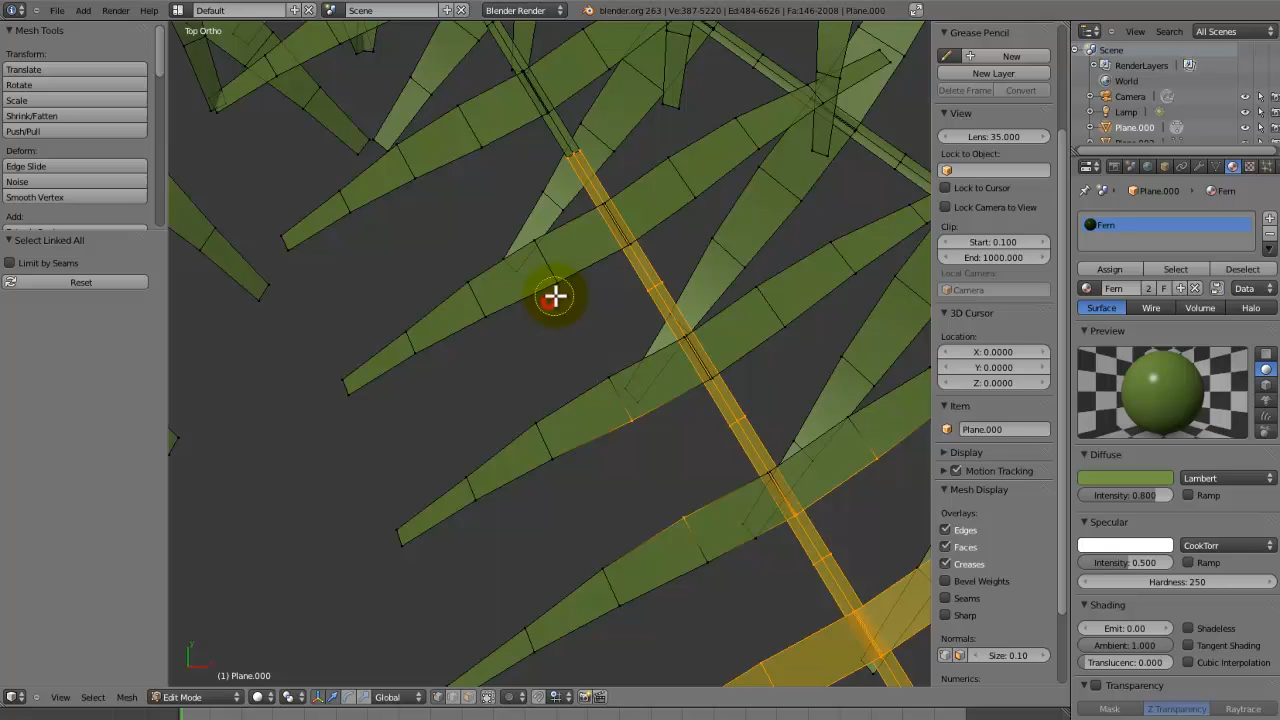 File Add Render Help
Default
Scene
Blender Render
blender.org 263 | Ve:387-5220 | Ed:484-6626 | Fa:146-2008 | Plane.000
Mesh Tools
Transform:
Translate
Rotate
Scale
Shrink/Fatten
Push/Pull
Deform:
Edge Slide
Noise
Smooth Vertex
Add:
Select Linked All
Limit by Seams
Reset
Top Ortho
(1) Plane.000
View Select Mesh
Edit Mode
Global
Grease Pencil
New
New Layer
Delete Frame Convert
View
Lens: 35.000
Lock to Object:
Lock to Cursor
Lock Camera to View
Clip:
Start: 0.100
End: 1000.000
Local Camera:
Camera
3D Cursor
Location:
X: 0.0000
Y: 0.0000
Z: 0.0000
Item
Plane.000
Display
Motion Tracking
Mesh Display
Overlays:
Edges
Faces
Creases
Bevel Weights
Seams
Sharp
Normals:
Size: 0.10
Numerics:
View Search All Scenes
Scene
RenderLayers
World
Camera
Lamp
Plane.000
Plane.000 Fern
Fern
Assign Select Deselect
Fern 2 F Data
Surface Wire Volume Halo
Preview
Diffuse
Lambert
Intensity: 0.800 Ramp
Specular
CookTorr
Intensity: 0.500 Ramp
Hardness: 250
Shading
Emit: 0.00 Shadeless
Ambient: 1.000 Tangent Shading
Translucenc: 0.000 Cubic Interpolation
Transparency
Mask Z Transparency Raytrace